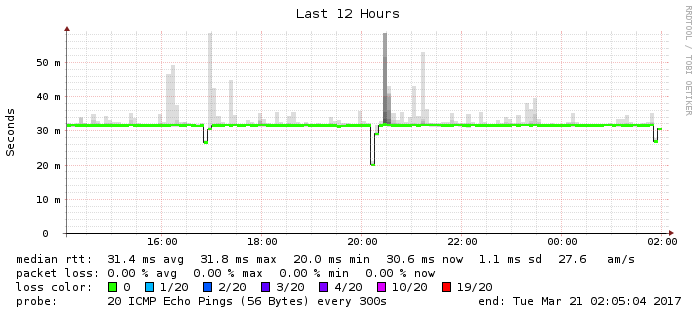 Last 12 Hours
RRDTOOL / TOBI OETIKER
Seconds
50 m
40 m
30 m
20 m
10 m
0
16:00 18:00 20:00 22:00 00:00 02:00
median rtt: 31.4 ms avg 31.8 ms max 20.0 ms min 30.6 ms now 1.1 ms sd 27.6 am/s
packet loss: 0.00 % avg 0.00 % max 0.00 % min 0.00 % now
loss color: 0 1/20 2/20 3/20 4/20 10/20 19/20
probe: 20 ICMP Echo Pings (56 Bytes) every 300s end: Tue Mar 21 02:05:04 2017